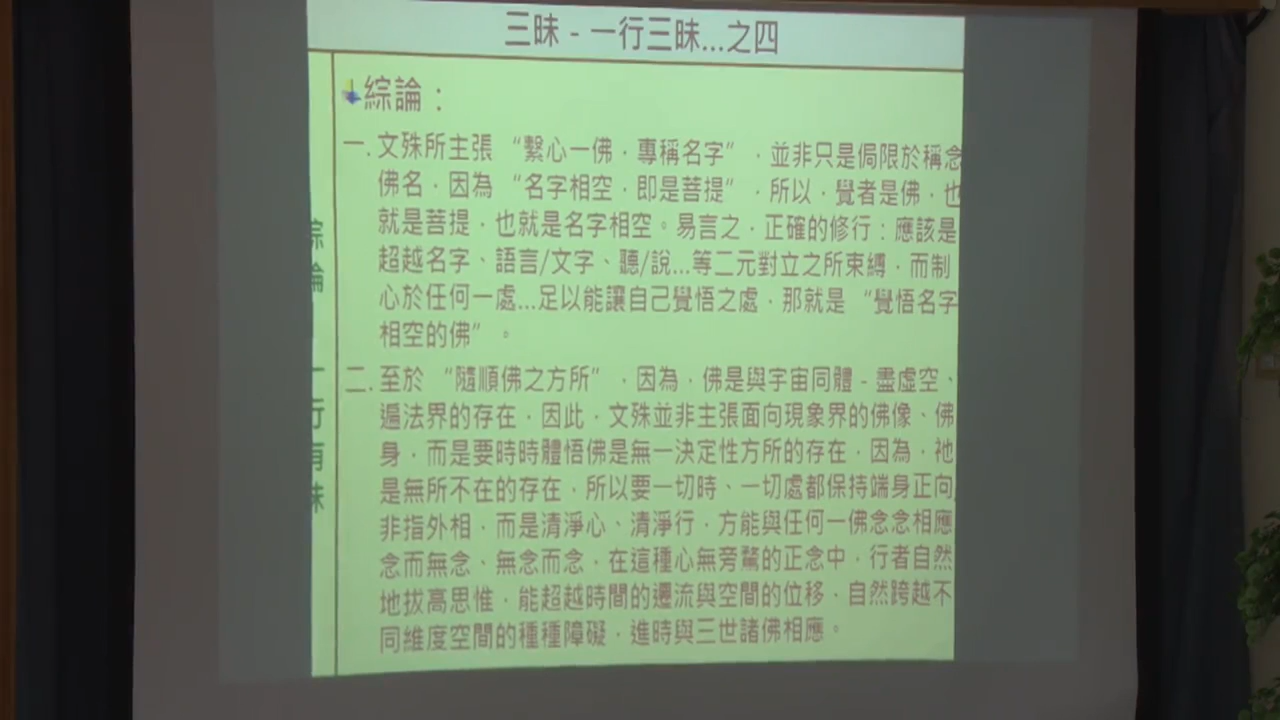 三昧 - 一行三昧...之四
綜論：
一. 文殊所主張 “繫心一佛，專稱名字”，並非只是侷限於稱念
佛名，因為 “名字相空，即是菩提”，所以，覺者是佛，也
就是菩提，也就是名字相空。易言之，正確的修行：應該是
超越名字、語言/文字、聽/說...等二元對立之所束縛，而制
心於任何一處...足以能讓自己覺悟之處，那就是 “覺悟名字
相空的佛”。
二. 至於 “隨順佛之方所”，因為，佛是與宇宙同體 - 盡虛空、
遍法界的存在，因此，文殊並非主張面向現象界的佛像、佛
身，而是要時時體悟佛是無一決定性方所的存在，因為，祂
是無所不在的存在，所以要一切時、一切處都保持端身正向，
非指外相，而是清淨心、清淨行，方能與任何一佛念念相應
念而無念、無念而念，在這種心無旁騖的正念中，行者自然
地拔高思惟，能超越時間的遷流與空間的位移，自然跨越不
同維度空間的種種障礙，進時與三世諸佛相應。
綜論
一行有昧